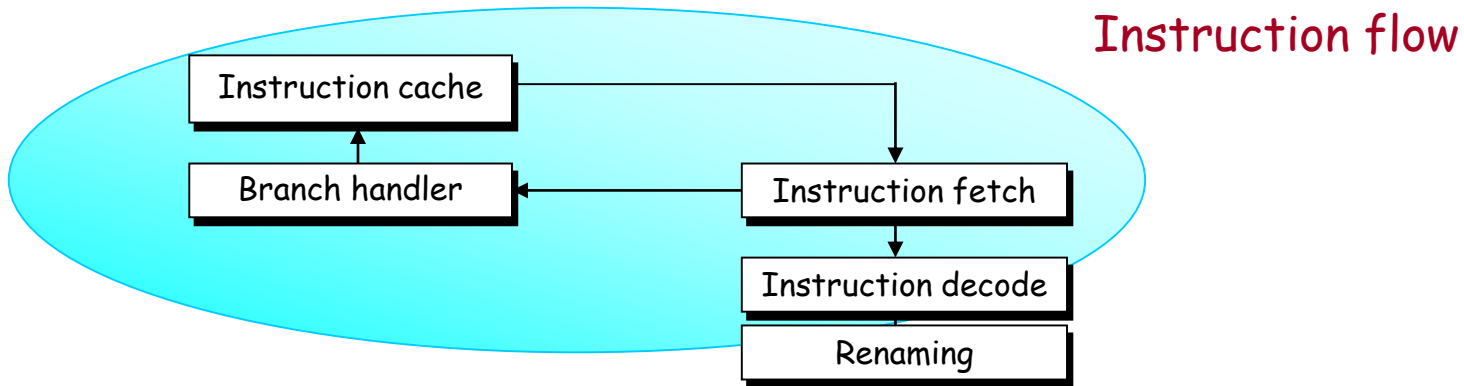 Instruction flow
Instruction cache
Branch handler
Instruction fetch
Instruction decode
Renaming